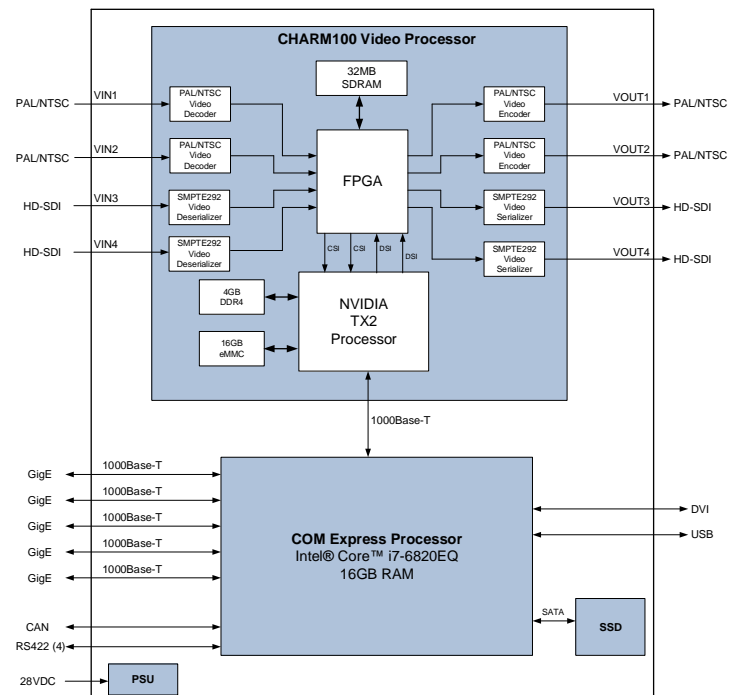 CHARM100 Video Processor
32MB
SDRAM
PAL/NTSC
VIN1
PAL/NTSC
Video
Decoder
PAL/NTSC
Video
Encoder
VOUT1
PAL/NTSC
PAL/NTSC
VIN2
PAL/NTSC
Video
Decoder
FPGA
PAL/NTSC
Video
Encoder
VOUT2
PAL/NTSC
HD-SDI
VIN3
SMPTE292
Video
Deserializer
SMPTE292
Video
Serializer
VOUT3
HD-SDI
HD-SDI
VIN4
SMPTE292
Video
Deserializer
SMPTE292
Video
Serializer
VOUT4
HD-SDI
CSI
CSI
DSI
DSI
4GB
DDR4
16GB
eMMC
NVIDIA
TX2
Processor
1000Base-T
GigE
1000Base-T
GigE
1000Base-T
GigE
1000Base-T
GigE
1000Base-T
GigE
1000Base-T
COM Express Processor
Intel® Core™ i7-6820EQ
16GB RAM
DVI
USB
SATA
SSD
CAN
RS422 (4)
28VDC
PSU